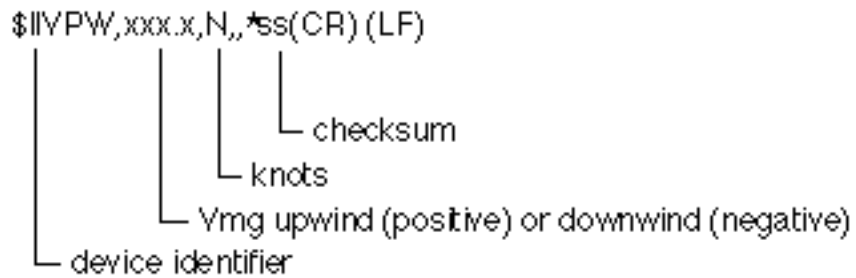 $IIVPW,xxx.x,N,,*ss(CR)(LF)
checksum
knots
Vmg upwind (positive) or downwind (negative)
device identifier